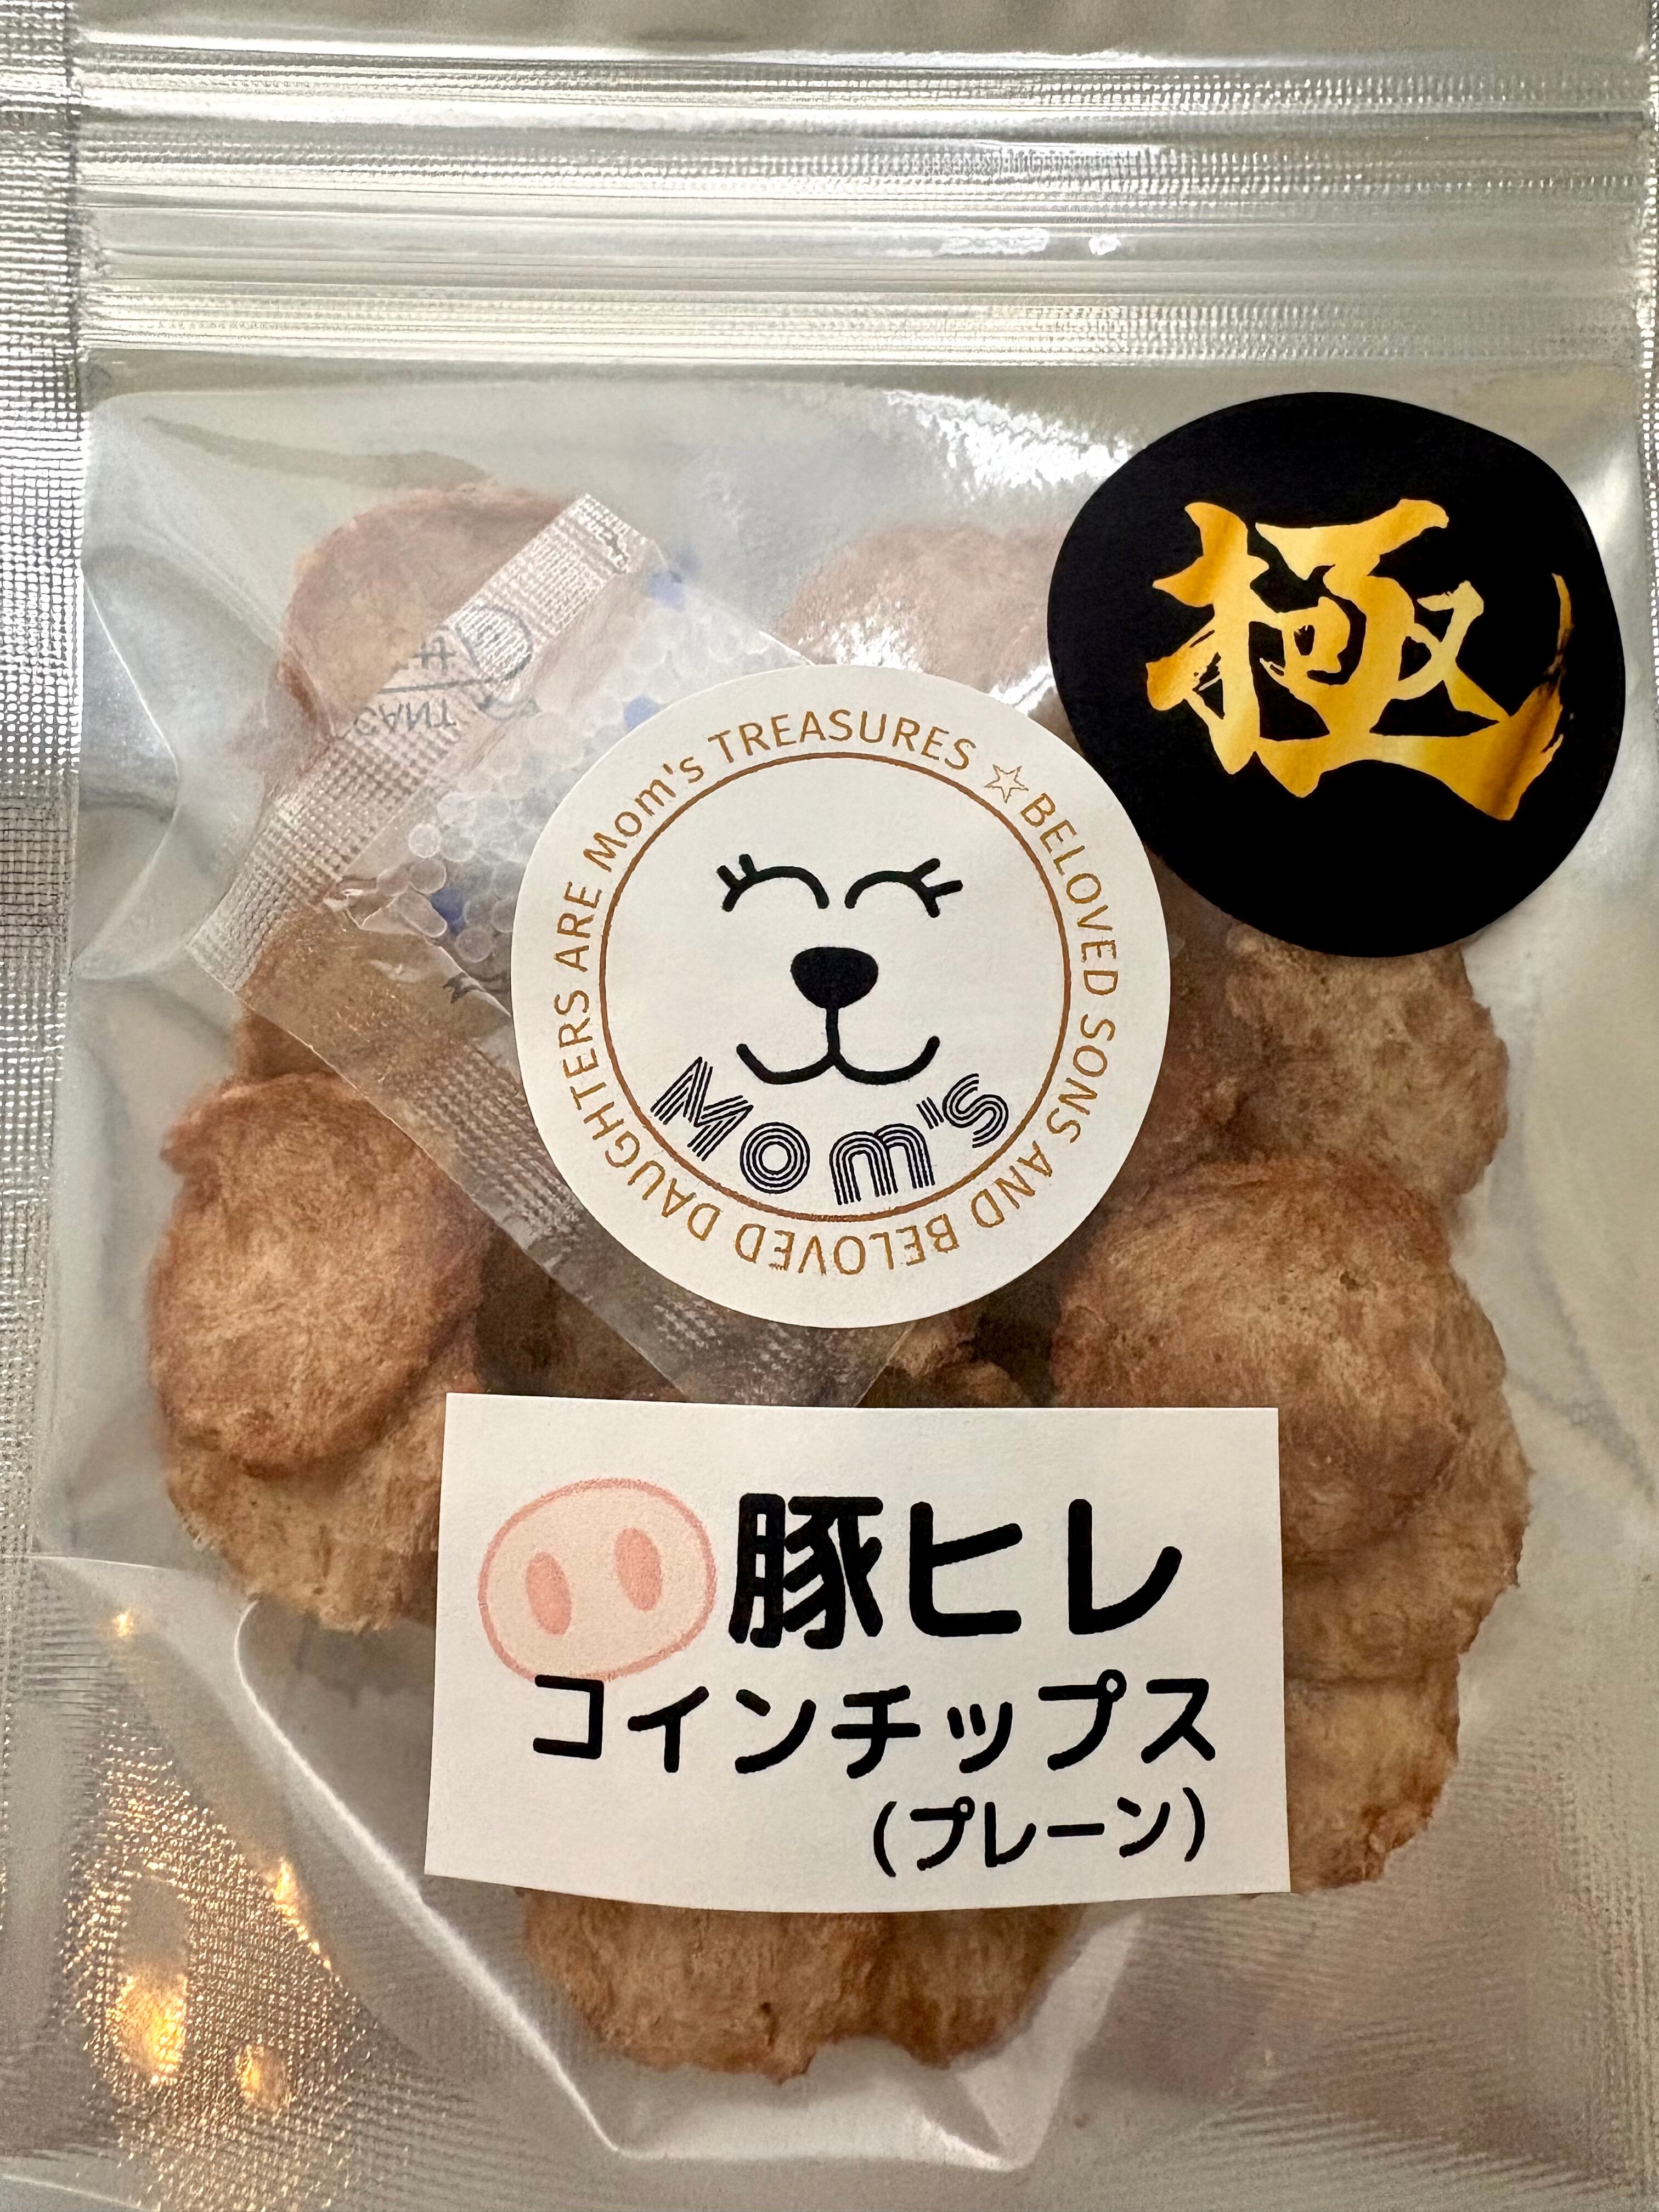 極
BELOVED SONS AND BELOVED DAUGHTERS ARE Mom's TREASURES ☆
Mom's
豚ヒレ
コインチップス
(プレーン)